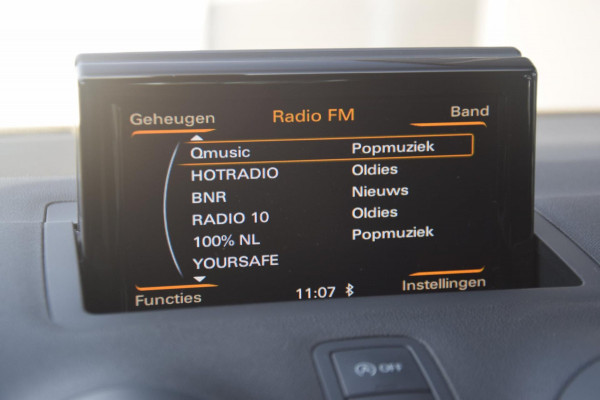 Geheugen Radio FM Band
Qmusic Popmuziek
HOTRADIO Oldies
BNR Nieuws
RADIO 10 Oldies
100% NL Popmuziek
YOURSAFE
Functies 11:07 Instellingen
OFF